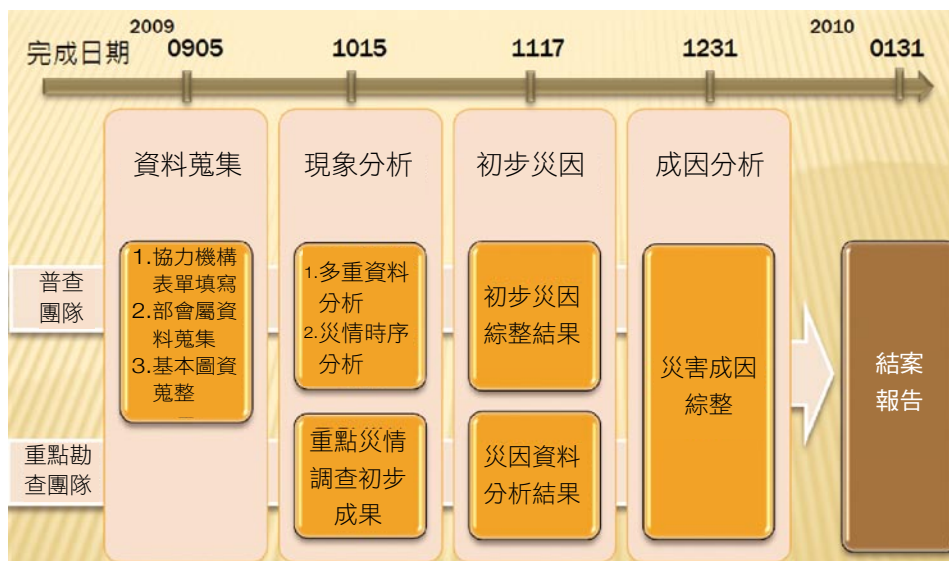 2009
2010
完成日期
0905
1015
1117
1231
0131
資料蒐集
現象分析
初步災因
成因分析
普查
團隊
1.協力機構
表單填寫
2.部會屬資
料蒐集
3.基本圖資
蒐整
1.多重資料
分析
2.災情時序
分析
初步災因
綜整結果
災害成因
綜整
結案
報告
重點勘
查團隊
重點災情
調查初步
成果
災因資料
分析結果